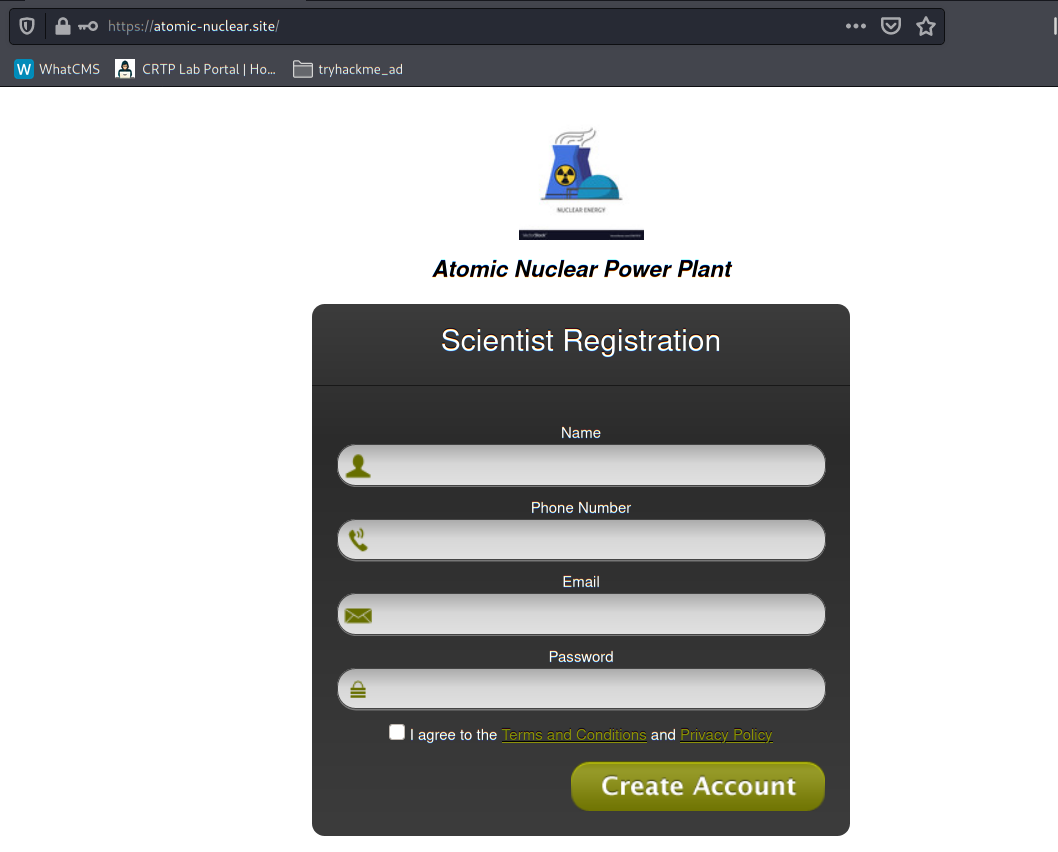 https://atomic-nuclear.site/
WhatCMS CRTP Lab Portal | Ho... tryhackme_ad
NUCLEAR ENERGY
Atomic Nuclear Power Plant
Scientist Registration
Name
Phone Number
Email
Password
I agree to the Terms and Conditions and Privacy Policy
Create Account